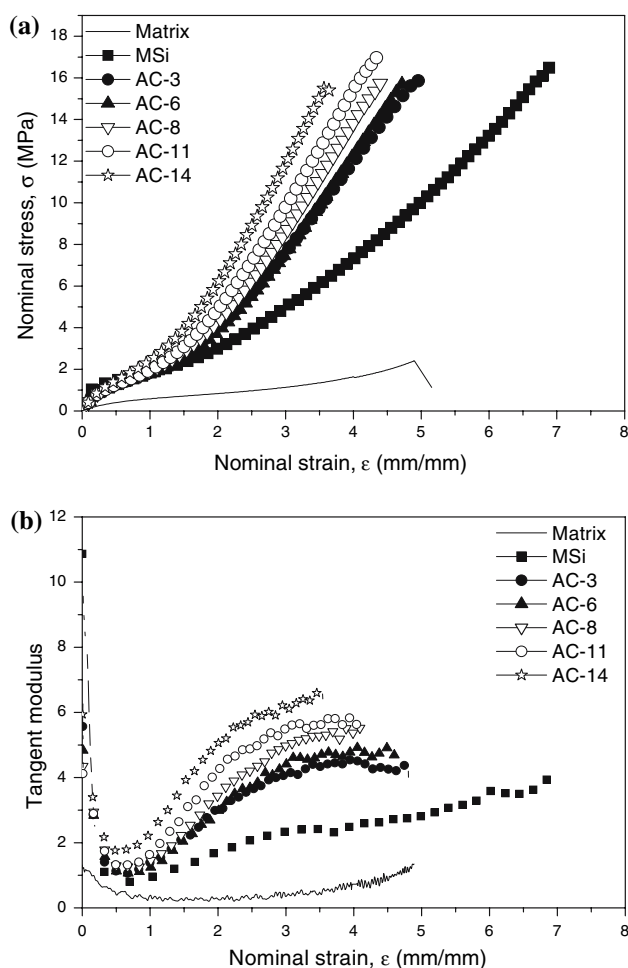 (a)
Matrix
MSi
AC-3
AC-6
AC-8
AC-11
AC-14
18
16
14
12
10
8
6
4
2
0
Nominal stress, σ (MPa)
0 1 2 3 4 5 6 7 8
Nominal strain, ε (mm/mm)
(b)
Matrix
MSi
AC-3
AC-6
AC-8
AC-11
AC-14
12
10
8
6
4
2
0
Tangent modulus
0 1 2 3 4 5 6 7 8
Nominal strain, ε (mm/mm)